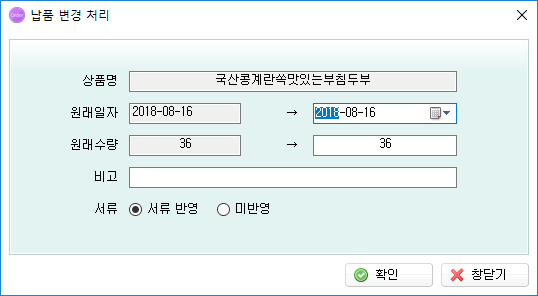 Order 납품 변경 처리
상품명 국산콩계란쏙맛있는부침두부
원래일자 2018-08-16 → 2018-08-16
원래수량 36 → 36
비고
서류 서류 반영 미반영
확인 창닫기